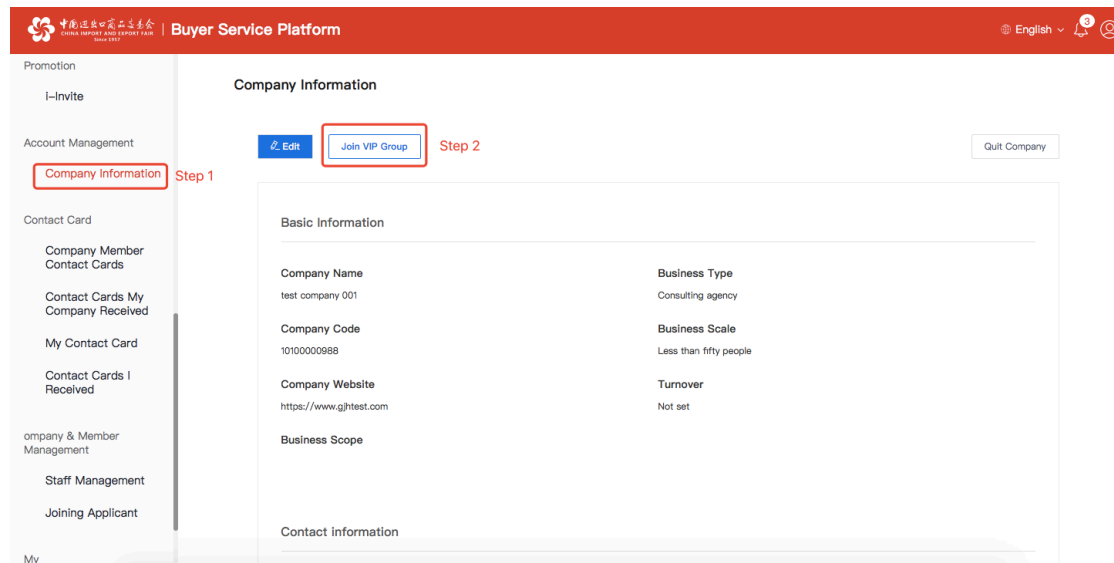 中国进出口商品交易会 | Buyer Service Platform
CHINA IMPORT AND EXPORT FAIR
Since 1957
English
3
Promotion
i-Invite
Account Management
Company Information
Step 1
Contact Card
Company Member
Contact Cards
Contact Cards My
Company Received
My Contact Card
Contact Cards I
Received
ompany & Member
Management
Staff Management
Joining Applicant
My
Company Information
Edit
Join VIP Group
Step 2
Quit Company
Basic Information
Company Name
test company 001
Business Type
Consulting agency
Company Code
10100000988
Business Scale
Less than fifty people
Company Website
https://www.gjhtest.com
Turnover
Not set
Business Scope
Contact information